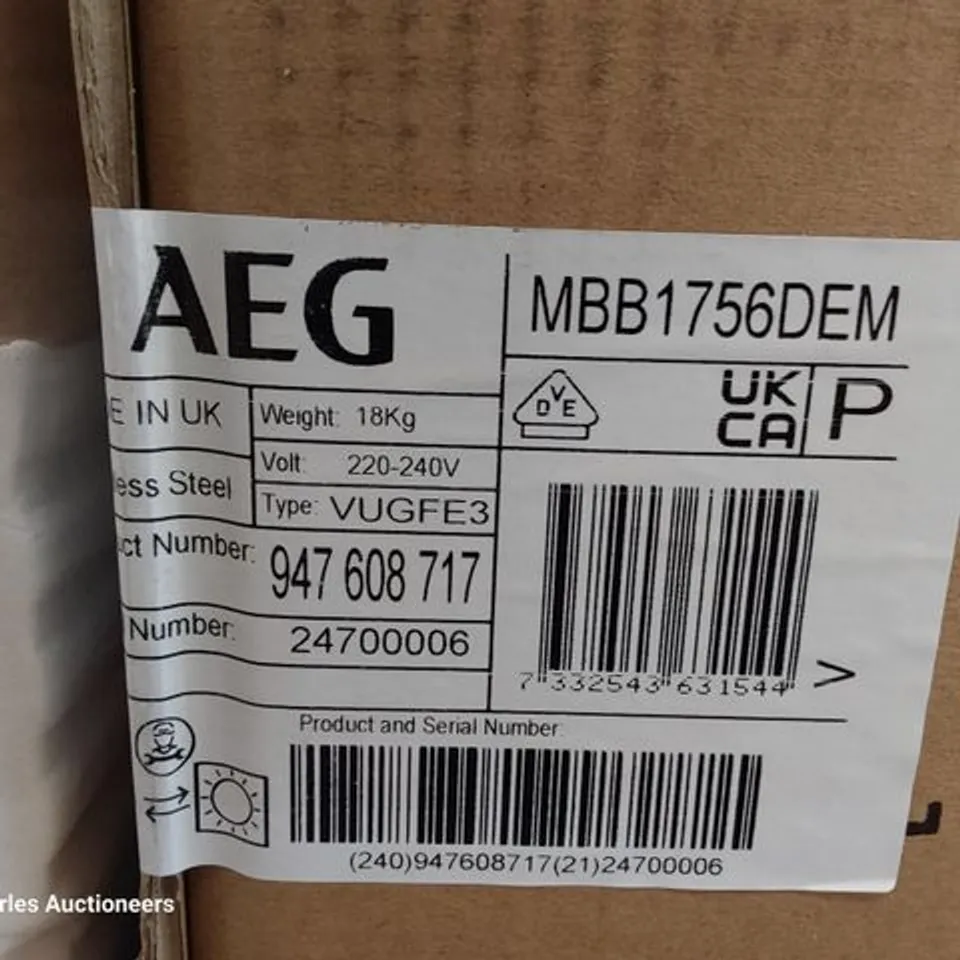 AEG
MBB1756DEM
E IN UK
Weight: 18Kg
Volt: 220-240V
ess Steel
Type: VUGFE3
DVE
UK
CA
P
ct Number: 947 608 717
Number: 24700006
7 332543 631544 >
Product and Serial Number:
(240)947608717(21)24700006
rles Auctioneers